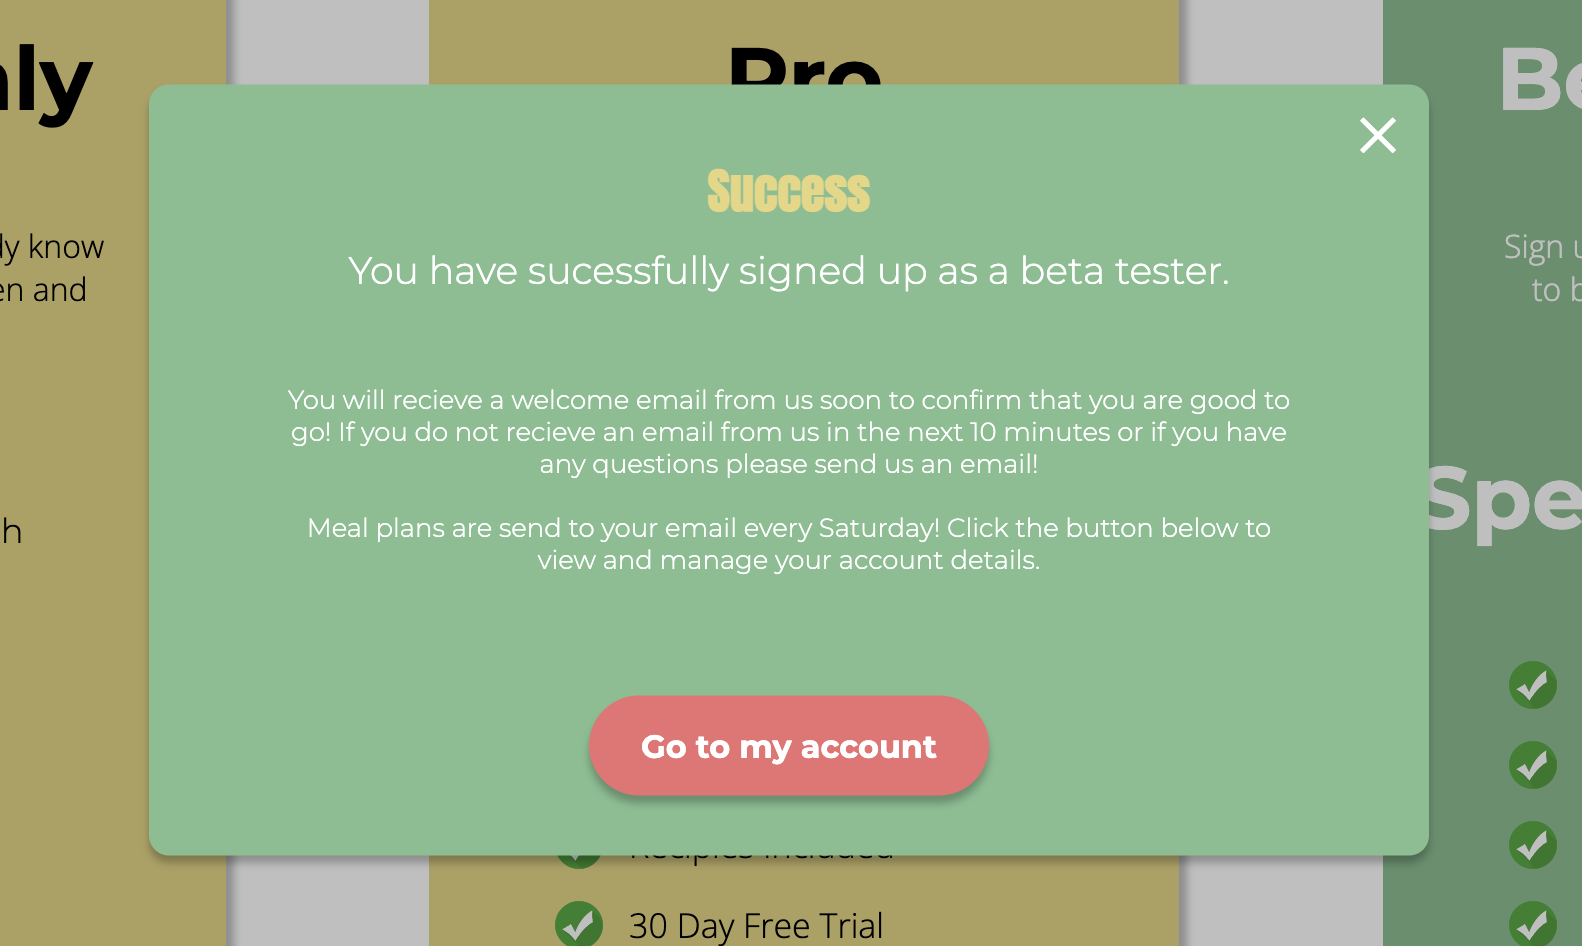 Pro
Success
You have sucessfully signed up as a beta tester.
dy know
en and
Sign
to
You will recieve a welcome email from us soon to confirm that you are good to
go! If you do not recieve an email from us in the next 10 minutes or if you have
any questions please send us an email!
Meal plans are send to your email every Saturday! Click the button below to
view and manage your account details.
Spe
h
Go to my account
30 Day Free Trial